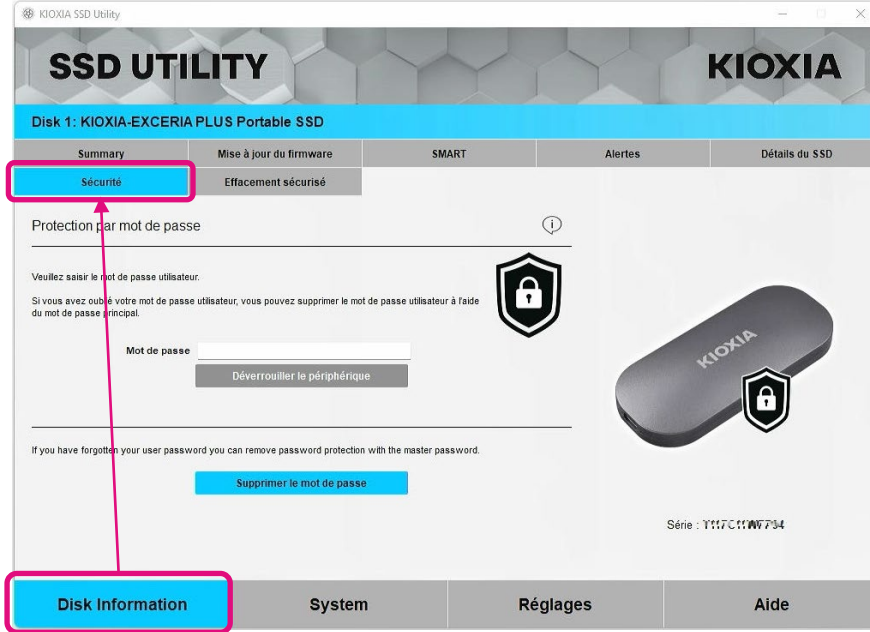 KIOXIA SSD Utility
SSD UTILITY
KIOXIA
Disk 1: KIOXIA-EXCERIA PLUS Portable SSD
Summary
Mise à jour du firmware
SMART
Alertes
Détails du SSD
Sécurité
Effacement sécurisé
Protection par mot de passe
Veuillez saisir le mot de passe utilisateur.
Si vous avez oublié votre mot de passe utilisateur, vous pouvez supprimer le mot de passe utilisateur à l'aide
du mot de passe principal.
Mot de passe
Déverrouiller le périphérique
If you have forgotten your user password you can remove password protection with the master password.
Supprimer le mot de passe
KIOXIA
Série :
Disk Information
System
Réglages
Aide